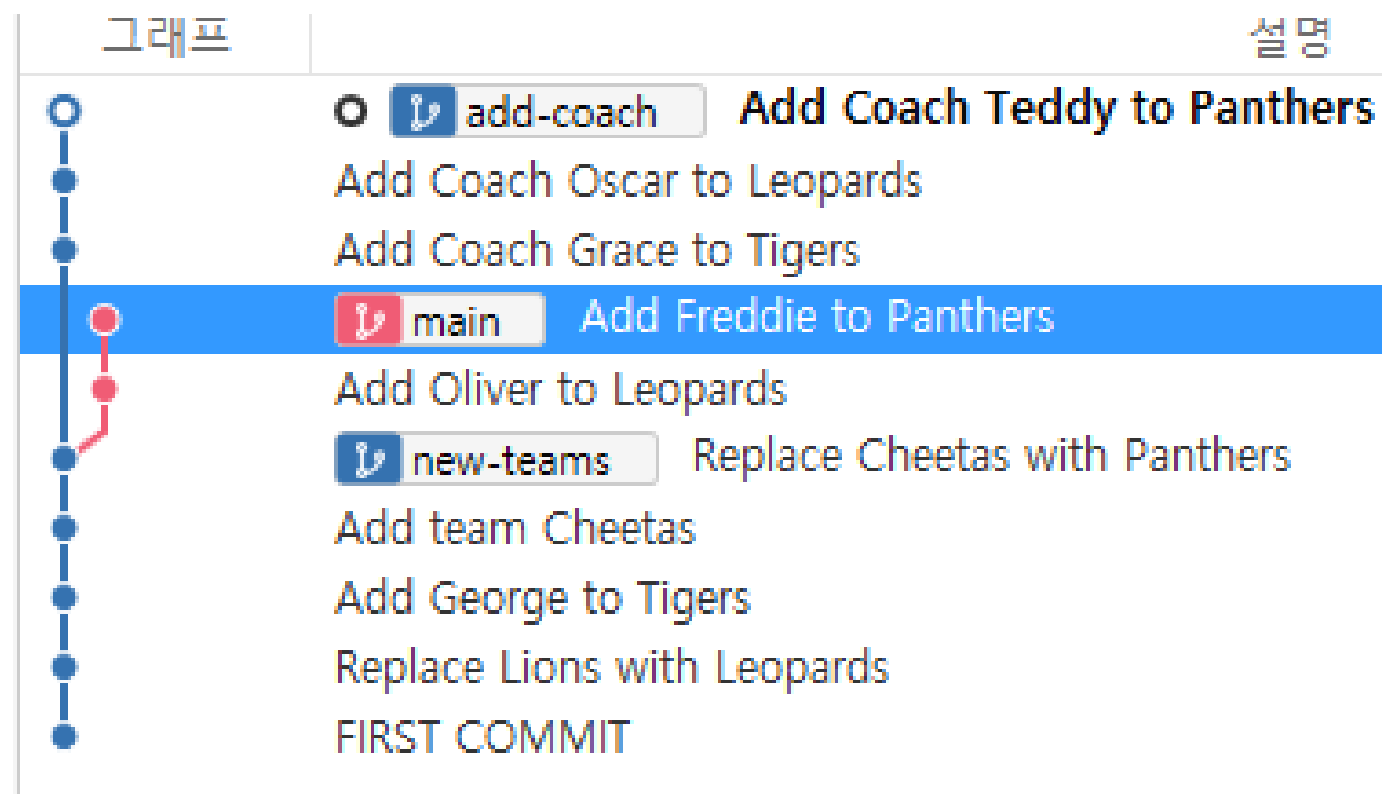 그래프 설명
add-coach Add Coach Teddy to Panthers
Add Coach Oscar to Leopards
Add Coach Grace to Tigers
main Add Freddie to Panthers
Add Oliver to Leopards
new-teams Replace Cheetas with Panthers
Add team Cheetas
Add George to Tigers
Replace Lions with Leopards
FIRST COMMIT